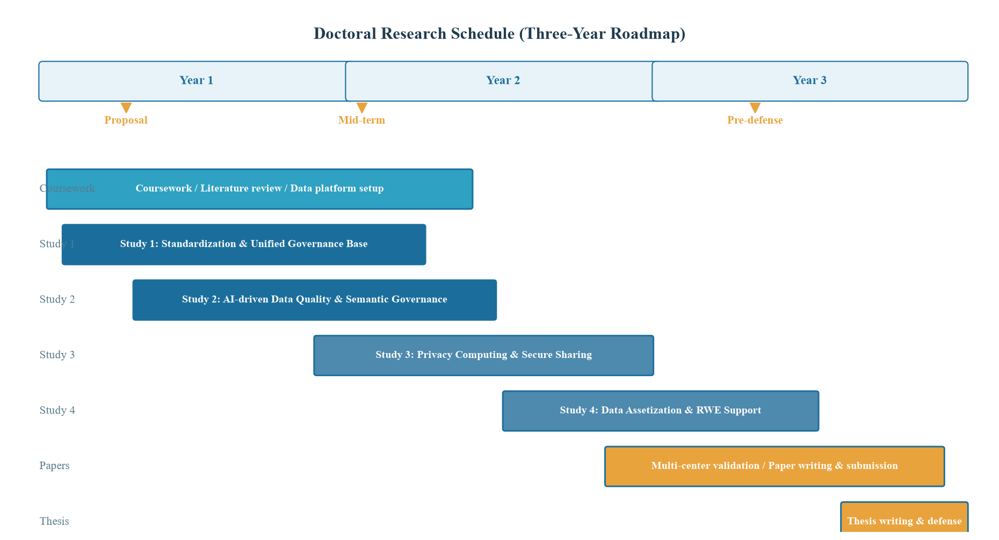 Doctoral Research Schedule (Three-Year Roadmap)
Year 1
Year 2
Year 3
Proposal
Mid-term
Pre-defense
Coursework
Coursework / Literature review / Data platform setup
Study 1
Study 1: Standardization & Unified Governance Base
Study 2
Study 2: AI-driven Data Quality & Semantic Governance
Study 3
Study 3: Privacy Computing & Secure Sharing
Study 4
Study 4: Data Assetization & RWE Support
Papers
Multi-center validation / Paper writing & submission
Thesis
Thesis writing & defense